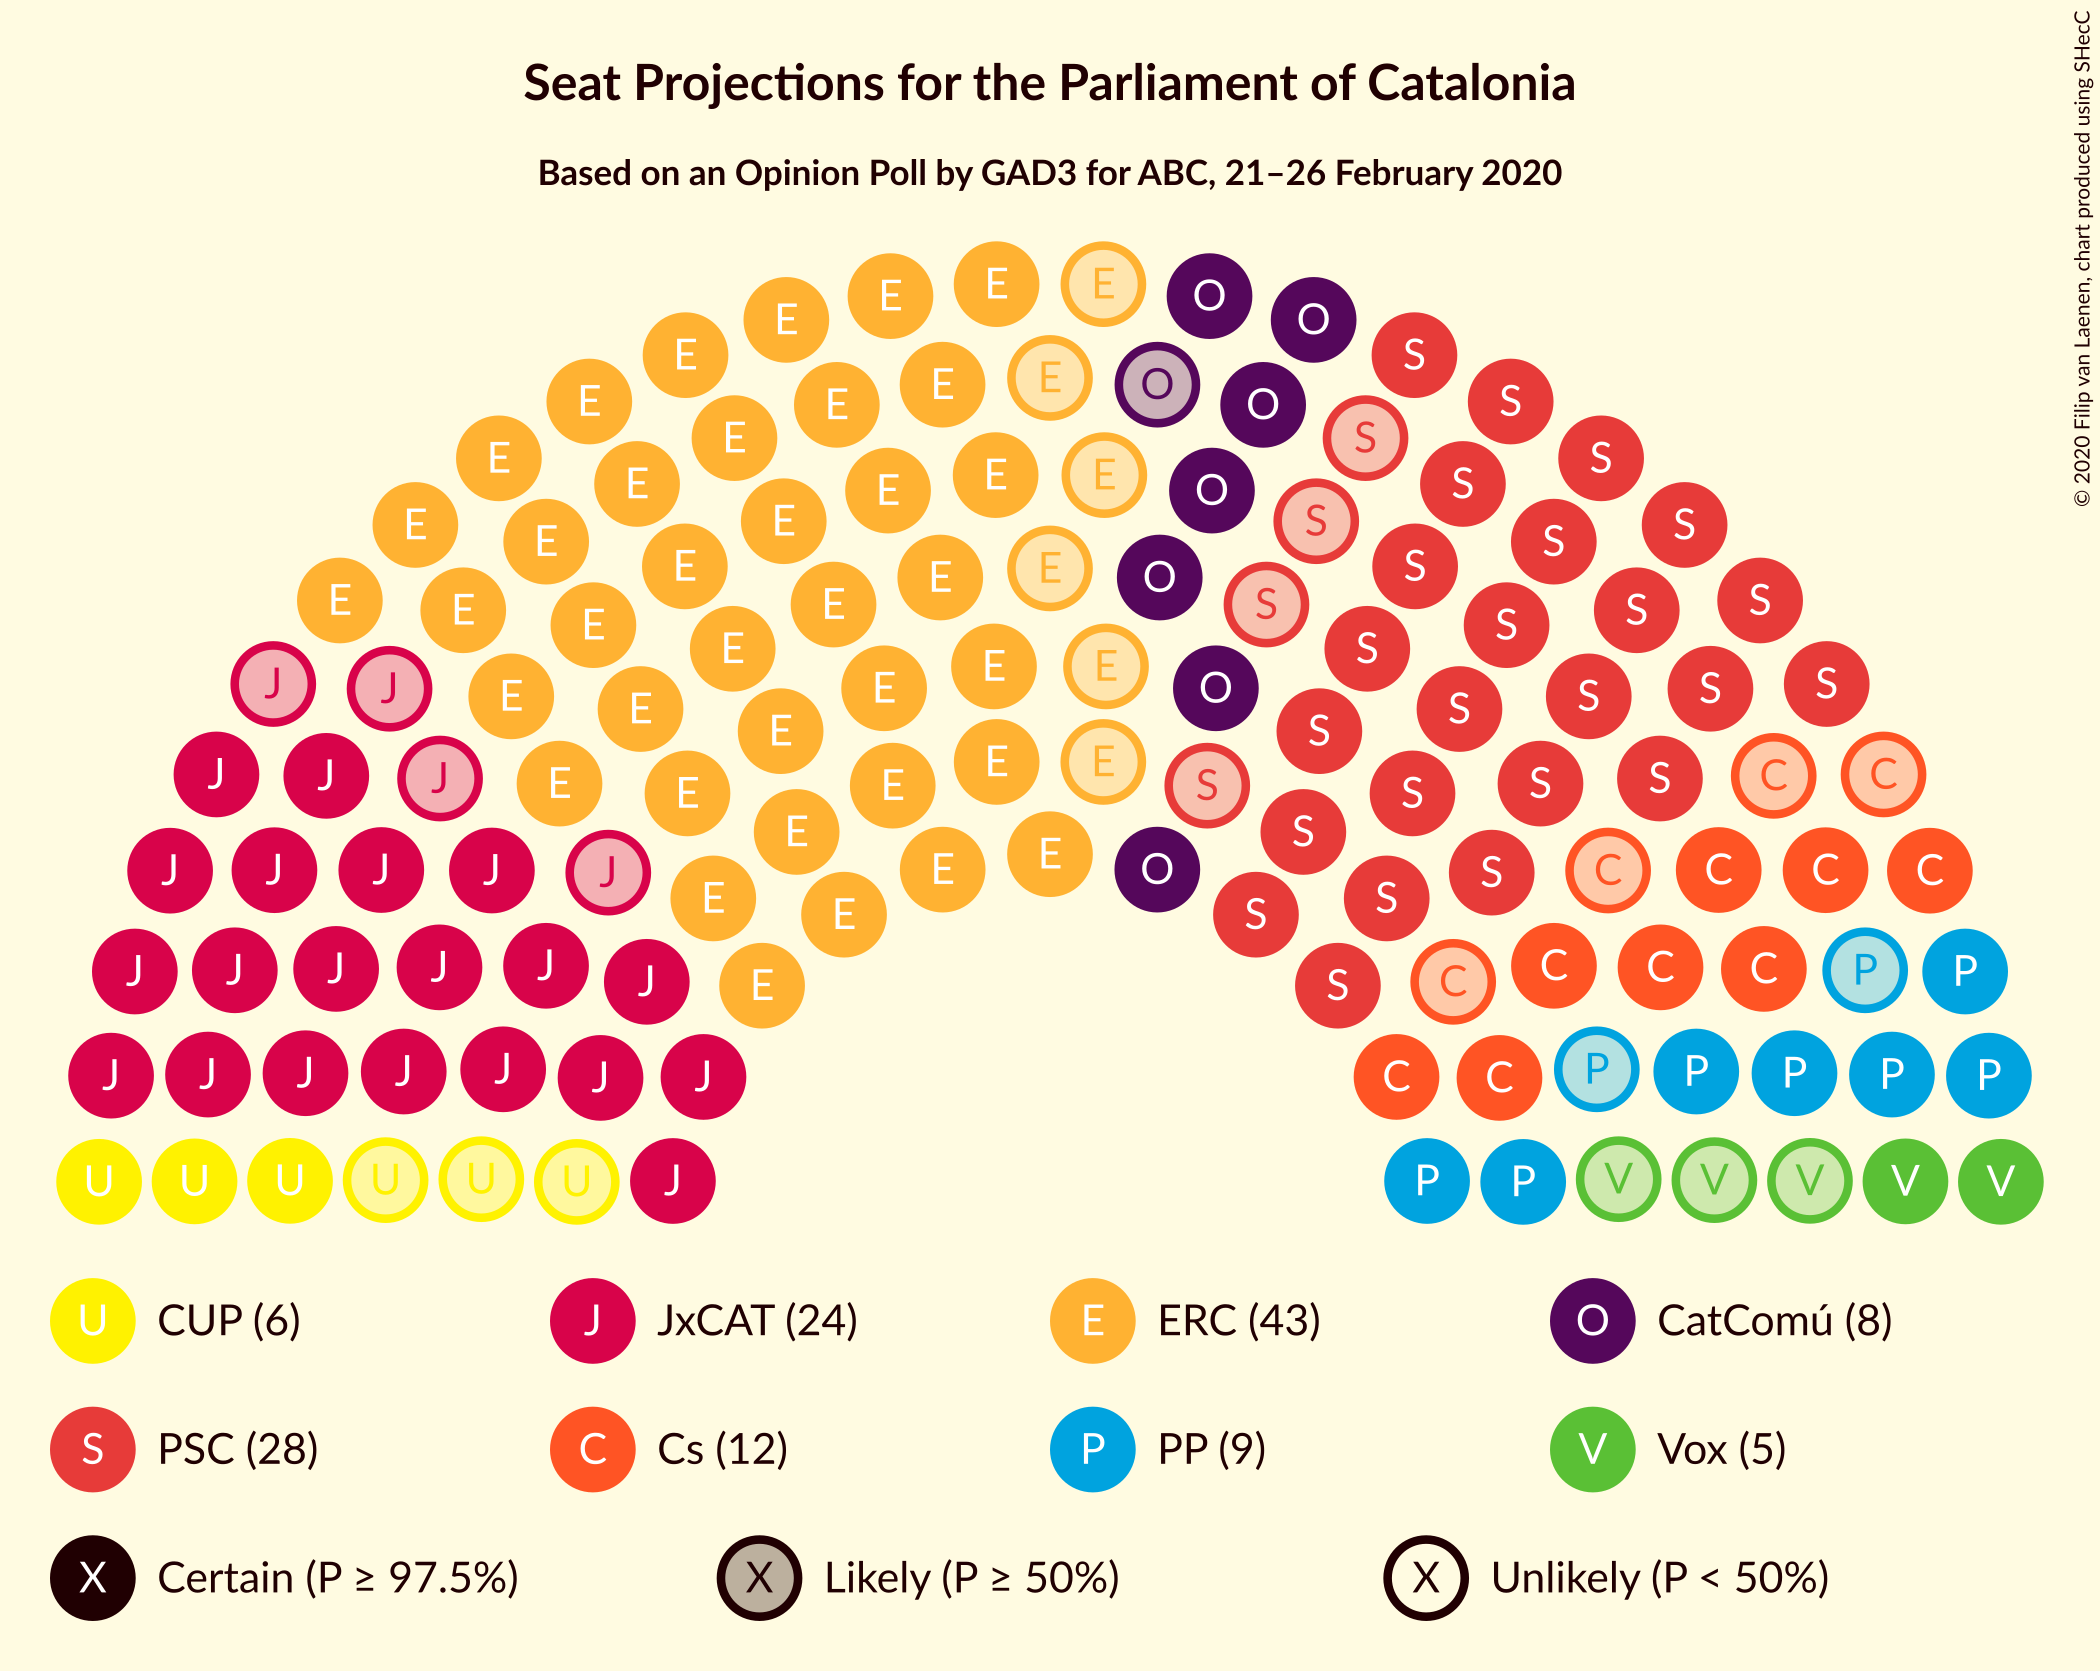 Seat Projections for the Parliament of Catalonia
Based on an Opinion Poll by GAD3 for ABC, 21–26 February 2020
© 2020 Filip van Laenen, chart produced using SHecC
E E E O O
E E S
E E O O S
E E S S
E E E O S
E E E S S
E E E O S S
E E E S S
J J E E E E O S S S S
J J J E E E S S S S C C
J J J J J E E E E O S S S C C C C
J J J J J J E S C C C C P P
J J J J J J J C C P P P P P
U U U U U U J P P V V V V V
U CUP (6) J JxCAT (24) E ERC (43) O CatComú (8)
S PSC (28) C Cs (12) P PP (9) V Vox (5)
X Certain (P ≥ 97.5%) X Likely (P ≥ 50%) X Unlikely (P < 50%)